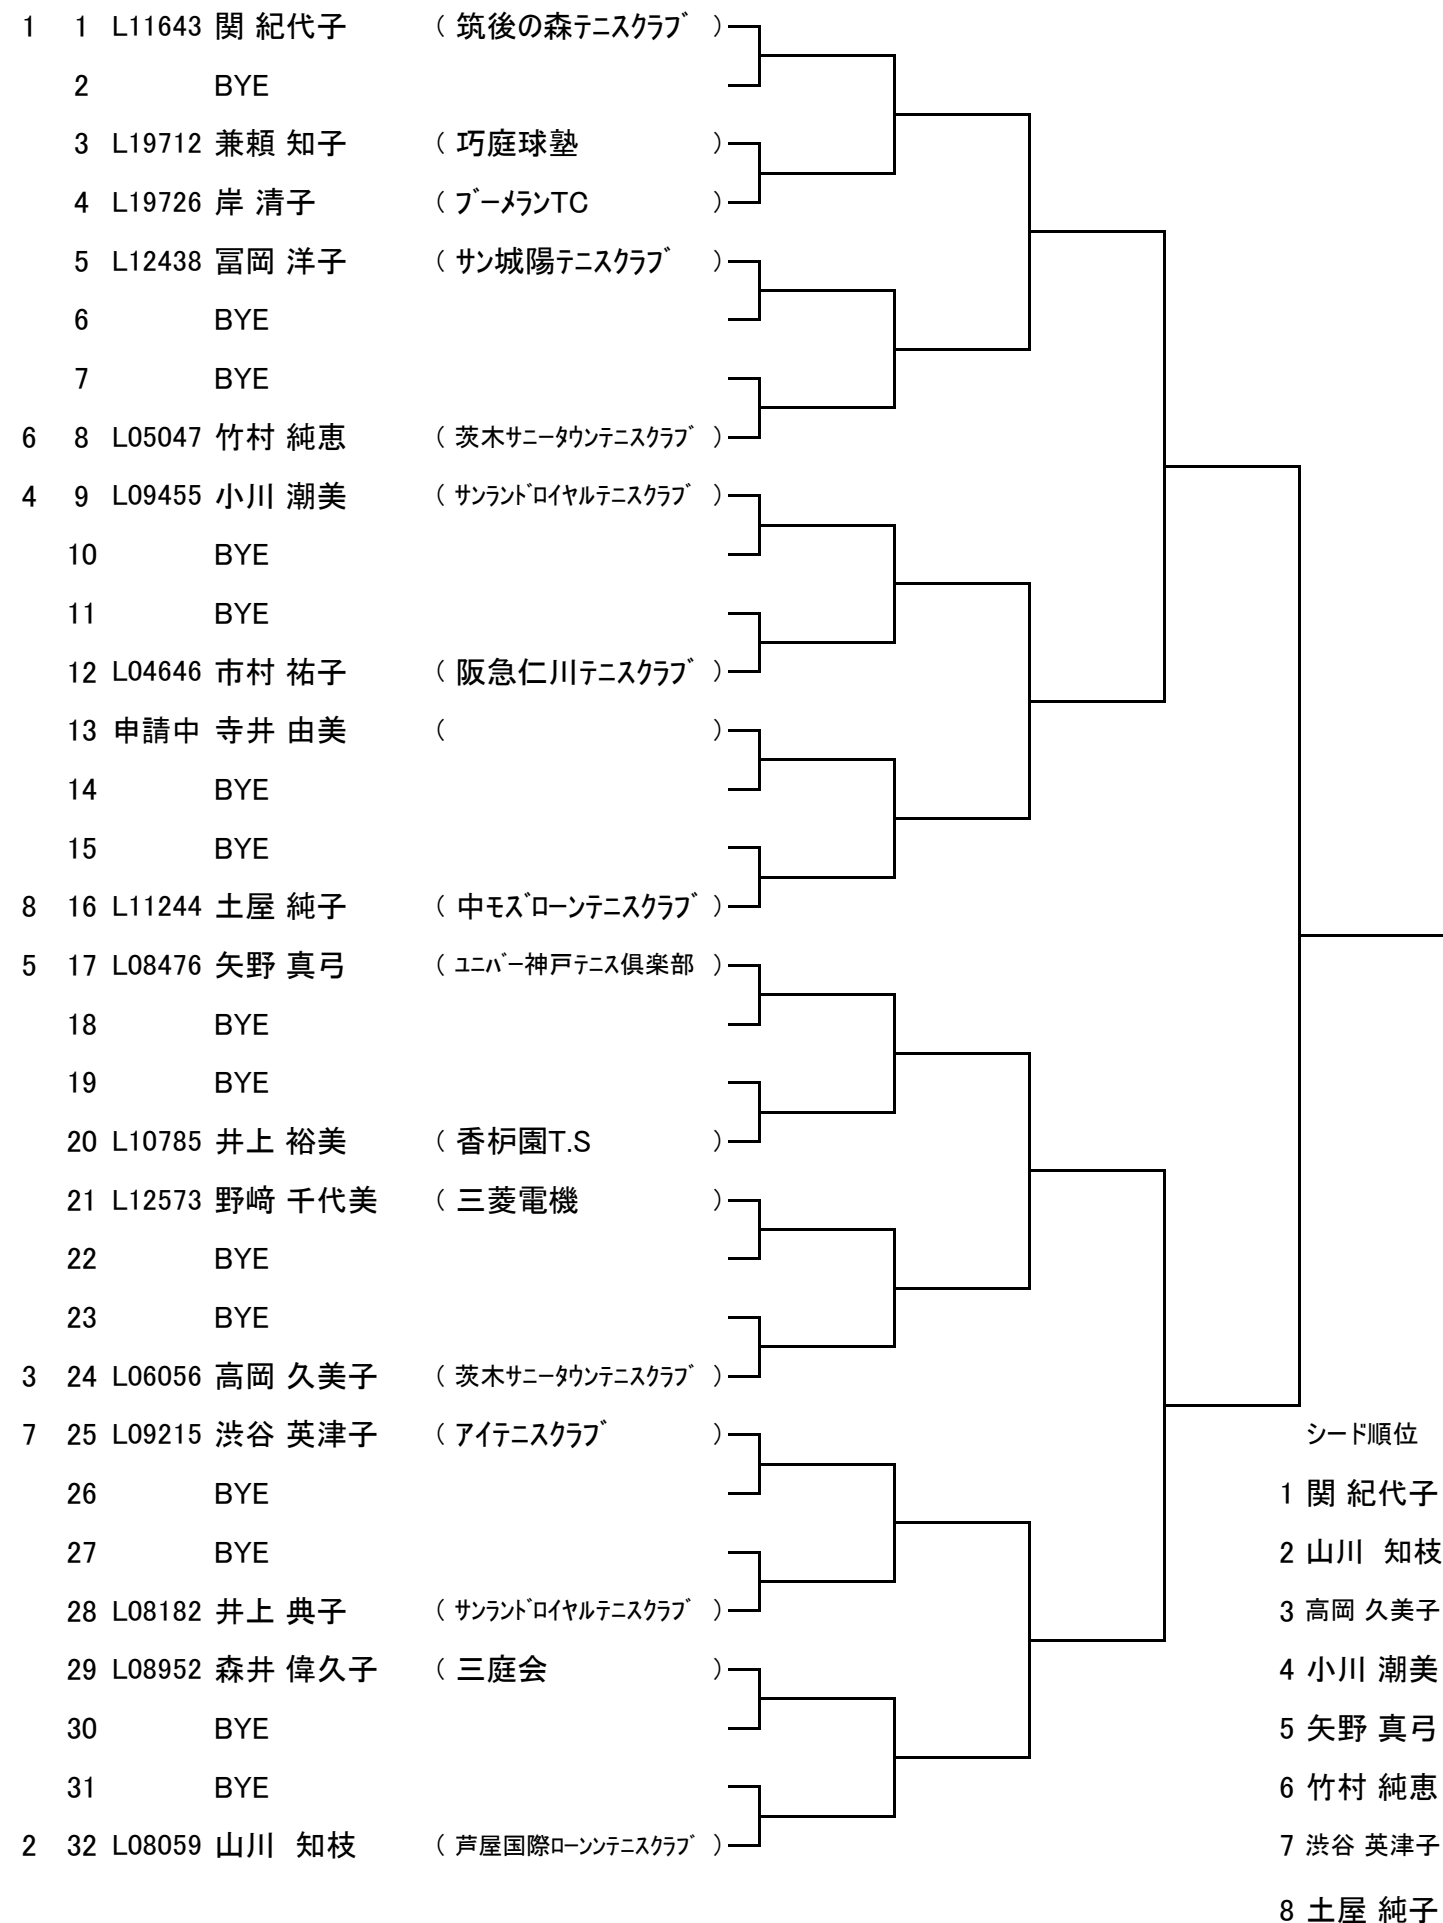 1 1 L11643 関 紀代子 ( 筑後の森ﾃﾆｽｸﾗﾌﾞ )
2 BYE
3 L19712 兼頼 知子 ( 巧庭球塾 )
4 L19726 岸 清子 ( ﾌﾞｰﾒﾗﾝTC )
5 L12438 冨岡 洋子 ( サン城陽ﾃﾆｽｸﾗﾌﾞ )
6 BYE
7 BYE
6 8 L05047 竹村 純恵 ( 茨木ｻﾆｰﾀｳﾝﾃﾆｽｸﾗﾌﾞ )
4 9 L09455 小川 潮美 ( ｻﾝﾗﾝﾄﾞﾛｲﾔﾙﾃﾆｽｸﾗﾌﾞ )
10 BYE
11 BYE
12 L04646 市村 祐子 ( 阪急仁川ﾃﾆｽｸﾗﾌﾞ )
13 申請中 寺井 由美 ( )
14 BYE
15 BYE
8 16 L11244 土屋 純子 ( 中ﾓｽﾞﾛｰﾝﾃﾆｽｸﾗﾌﾞ )
5 17 L08476 矢野 真弓 ( ﾕﾆﾊﾞｰ神戸ﾃﾆｽ倶楽部 )
18 BYE
19 BYE
20 L10785 井上 裕美 ( 香枦園T.S )
21 L12573 野﨑 千代美 ( 三菱電機 )
22 BYE
23 BYE
3 24 L06056 高岡 久美子 ( 茨木ｻﾆｰﾀｳﾝﾃﾆｽｸﾗﾌﾞ )
7 25 L09215 渋谷 英津子 ( アイﾃﾆｽｸﾗﾌﾞ )
26 BYE
27 BYE
28 L08182 井上 典子 ( ｻﾝﾗﾝﾄﾞﾛｲﾔﾙﾃﾆｽｸﾗﾌﾞ )
29 L08952 森井 偉久子 ( 三庭会 )
30 BYE
31 BYE
2 32 L08059 山川 知枝 ( 芦屋国際ﾛｰﾝﾝﾃﾆｽｸﾗﾌﾞ )
シード順位
1 関 紀代子
2 山川 知枝
3 高岡 久美子
4 小川 潮美
5 矢野 真弓
6 竹村 純恵
7 渋谷 英津子
8 土屋 純子